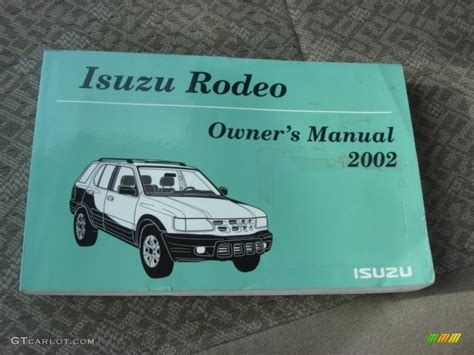 Isuzu Rodeo
Owner's Manual
2002
ISUZU
GTcarlot.com